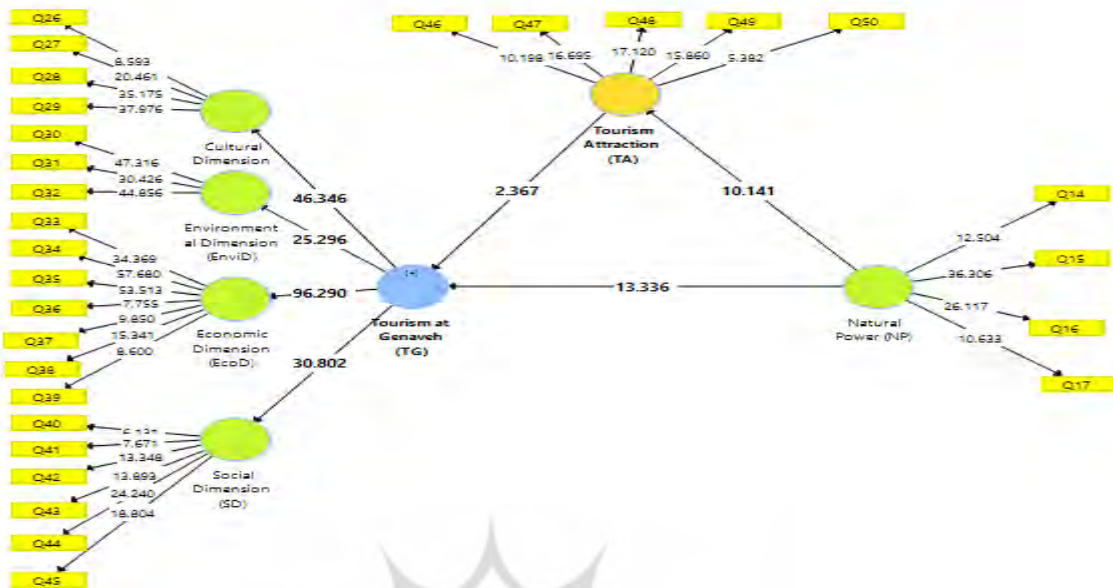 Q26
Q27
Q28
Q29
Q30
Q31
Q32
Q33
Q34
Q35
Q36
Q37
Q38
Q39
Q40
Q41
Q42
Q43
Q44
Q45
8.593
20.461
35.175
37.976
47.316
30.426
44.856
34.369
57.680
53.513
7.755
9.850
15.341
8.600
7.671
13.348
13.893
24.240
18.804
Cultural
Dimension
Environment
al Dimension
(EnviD)
Economic
Dimension
(EcoD)
Social
Dimension
(SD)
46.346
25.296
96.290
30.802
[+]
Tourism at
Genaveh
(TG)
Q46
Q47
Q48
Q49
Q50
10.198
16.695
17.120
15.860
5.382
Tourism
Attraction
(TA)
2.367
10.141
13.336
Natural
Power (NP)
12.504
36.306
26.117
10.633
Q14
Q15
Q16
Q17